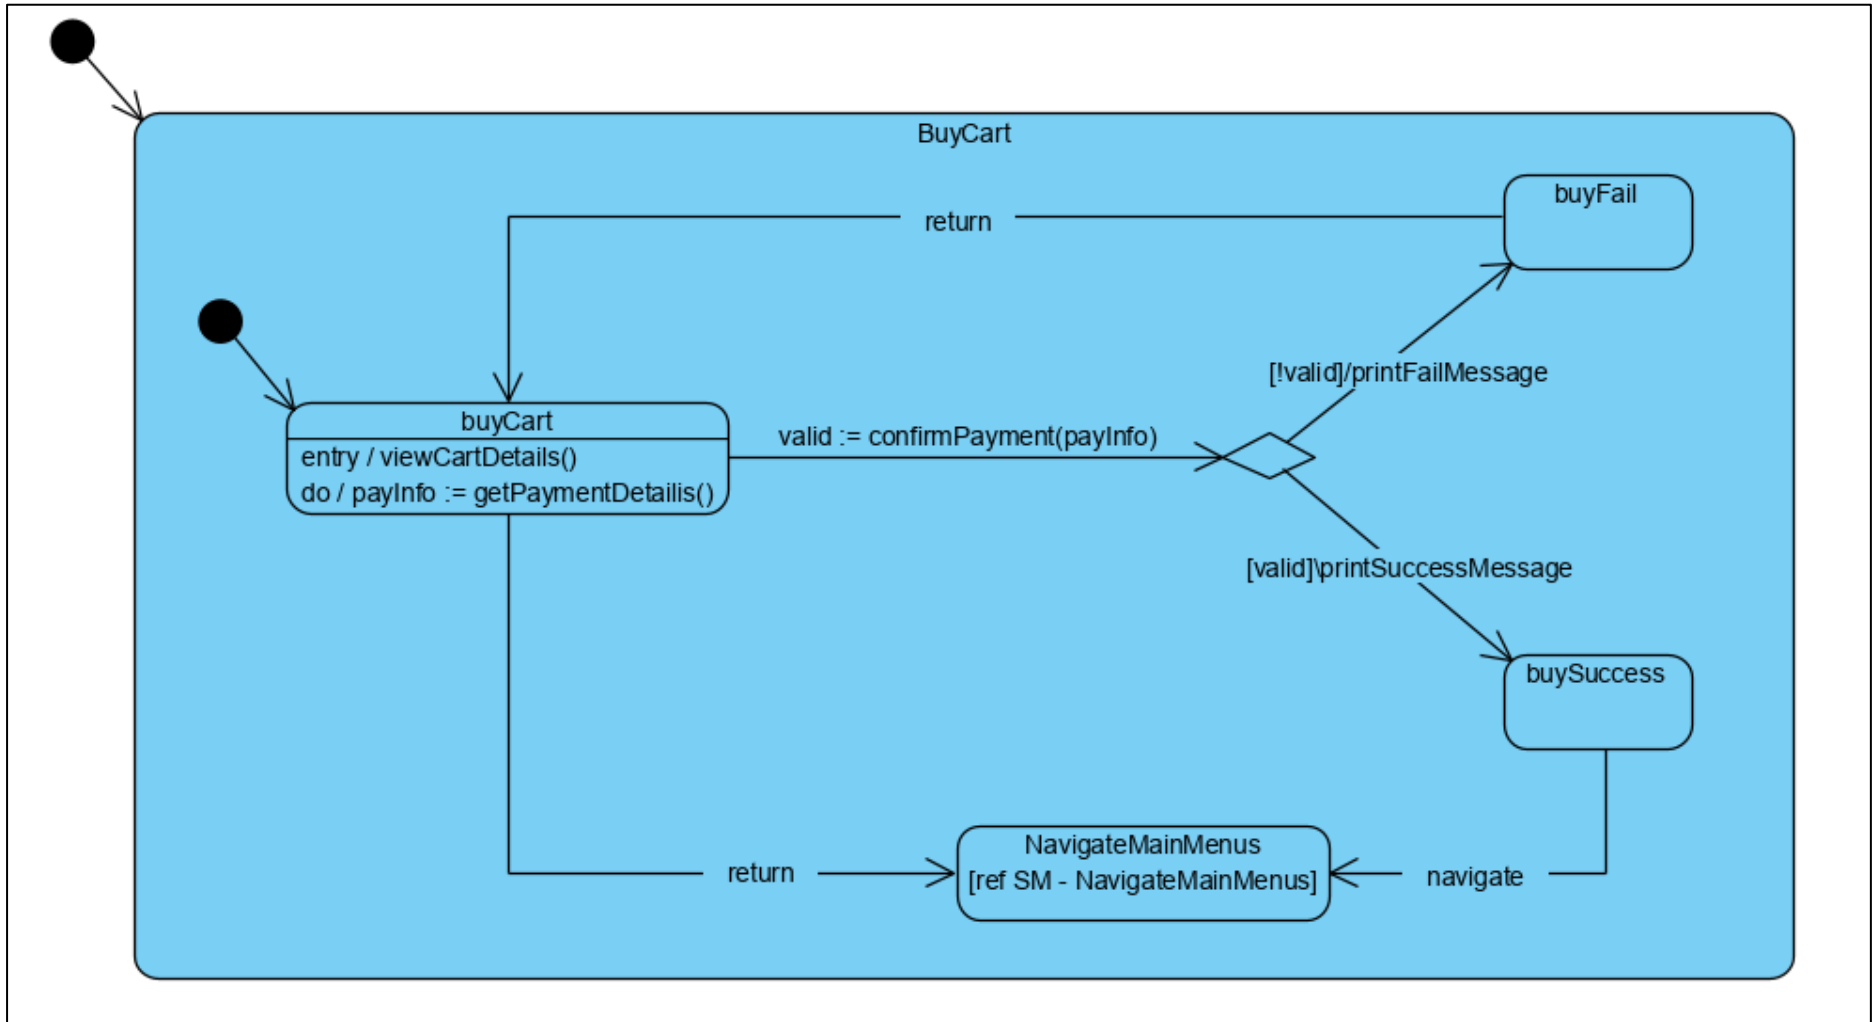 BuyCart
buyFail
return
[!valid]/printFailMessage
buyCart
entry / viewCartDetails()
do / payInfo := getPaymentDetailis()
valid := confirmPayment(payInfo)
[valid]\printSuccessMessage
buySuccess
NavigateMainMenus
[ref SM - NavigateMainMenus]
return
navigate